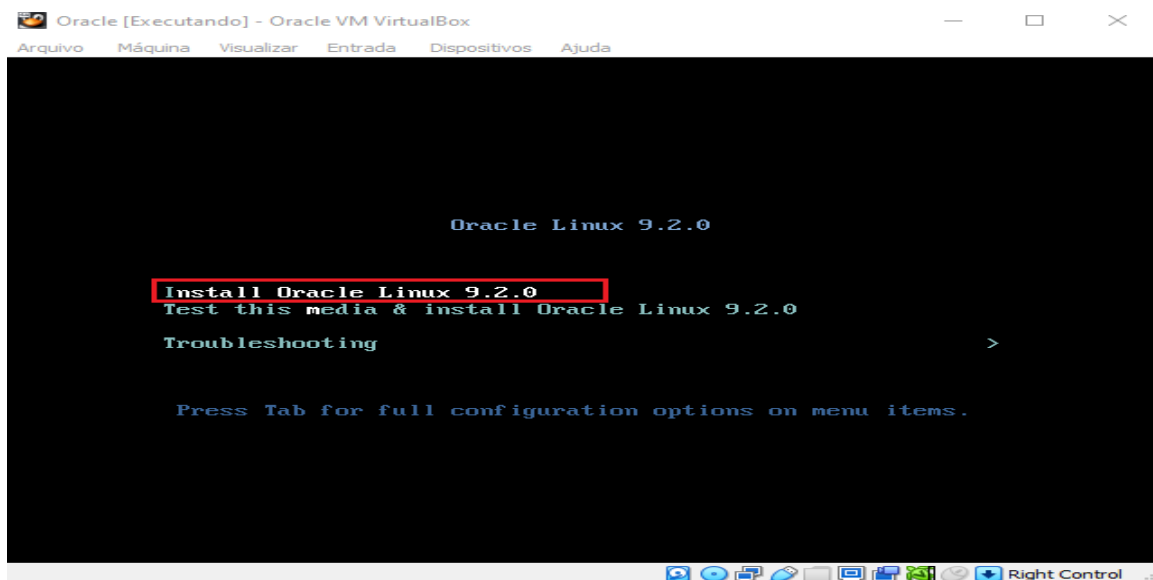 Oracle [Executando] - Oracle VM VirtualBox
Arquivo Máquina Visualizar Entrada Dispositivos Ajuda
Oracle Linux 9.2.0
Install Oracle Linux 9.2.0
Test this media & install Oracle Linux 9.2.0
Troubleshooting >
Press Tab for full configuration options on menu items.
Right Control